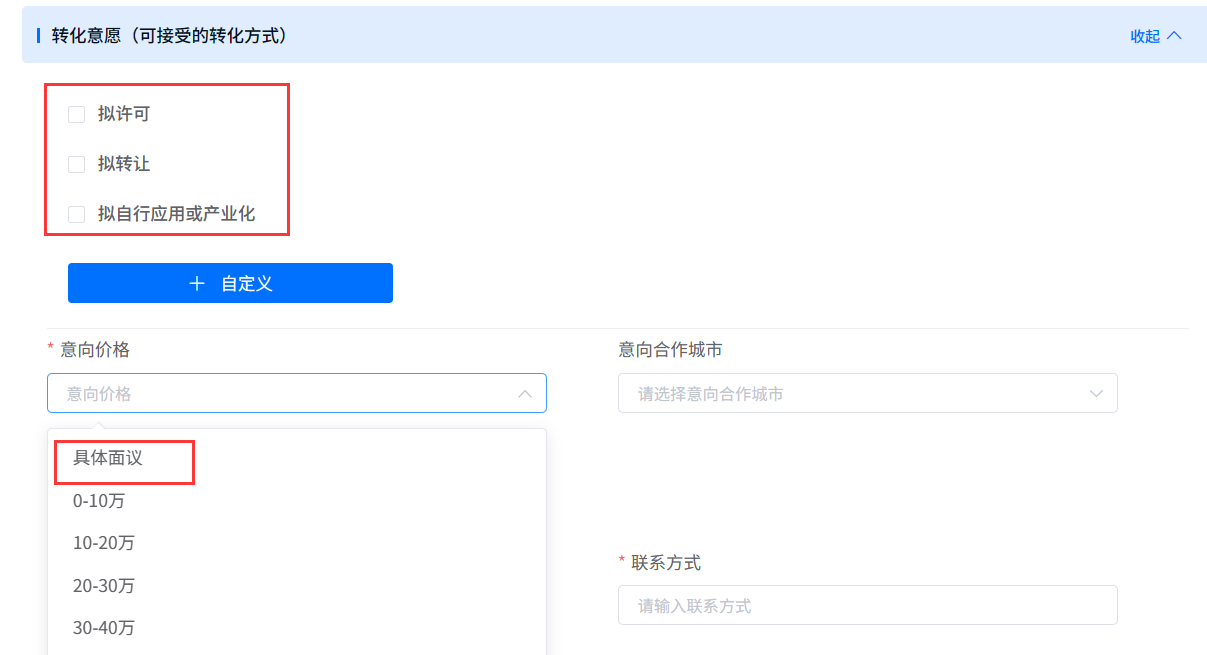 转化意愿（可接受的转化方式）
收起
拟许可
拟转让
拟自行应用或产业化
+ 自定义
* 意向价格
意向合作城市
意向价格
请选择意向合作城市
具体面议
0-10万
10-20万
20-30万
30-40万
* 联系方式
请输入联系方式